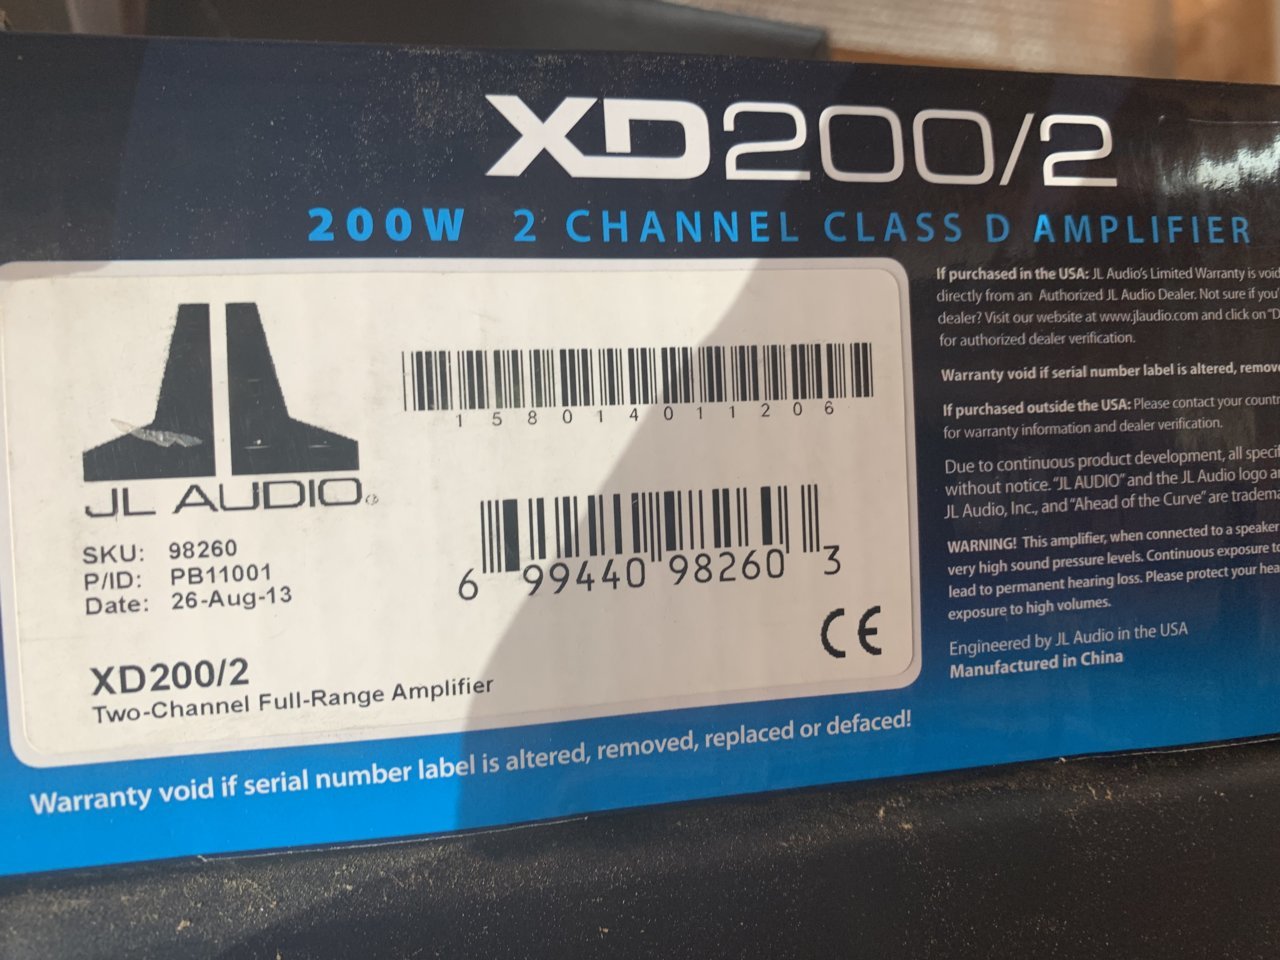 XD200/2
200W 2 CHANNEL CLASS D AMPLIFIER
JL AUDIO®
SKU: 98260
P/ID: PB11001
Date: 26-Aug-13
XD200/2
Two-Channel Full-Range Amplifier
1 5 8 0 1 4 0 1 1 2 0 6
6 99440 98260 3
CE
Warranty void if serial number label is altered, removed, replaced or defaced!
If purchased in the USA: JL Audio's Limited Warranty is void
directly from an Authorized JL Audio Dealer. Not sure if you'
dealer? Visit our website at www.jlaudio.com and click on "D
for authorized dealer verification.
Warranty void if serial number label is altered, remov
If purchased outside the USA: Please contact your countr
for warranty information and dealer verification.
Due to continuous product development, all specif
without notice. "JL AUDIO" and the JL Audio logo a
JL Audio, Inc., and "Ahead of the Curve" are tradem
WARNING! This amplifier, when connected to a speaker
very high sound pressure levels. Continuous exposure to
lead to permanent hearing loss. Please protect your hea
exposure to high volumes.
Engineered by JL Audio in the USA
Manufactured in China